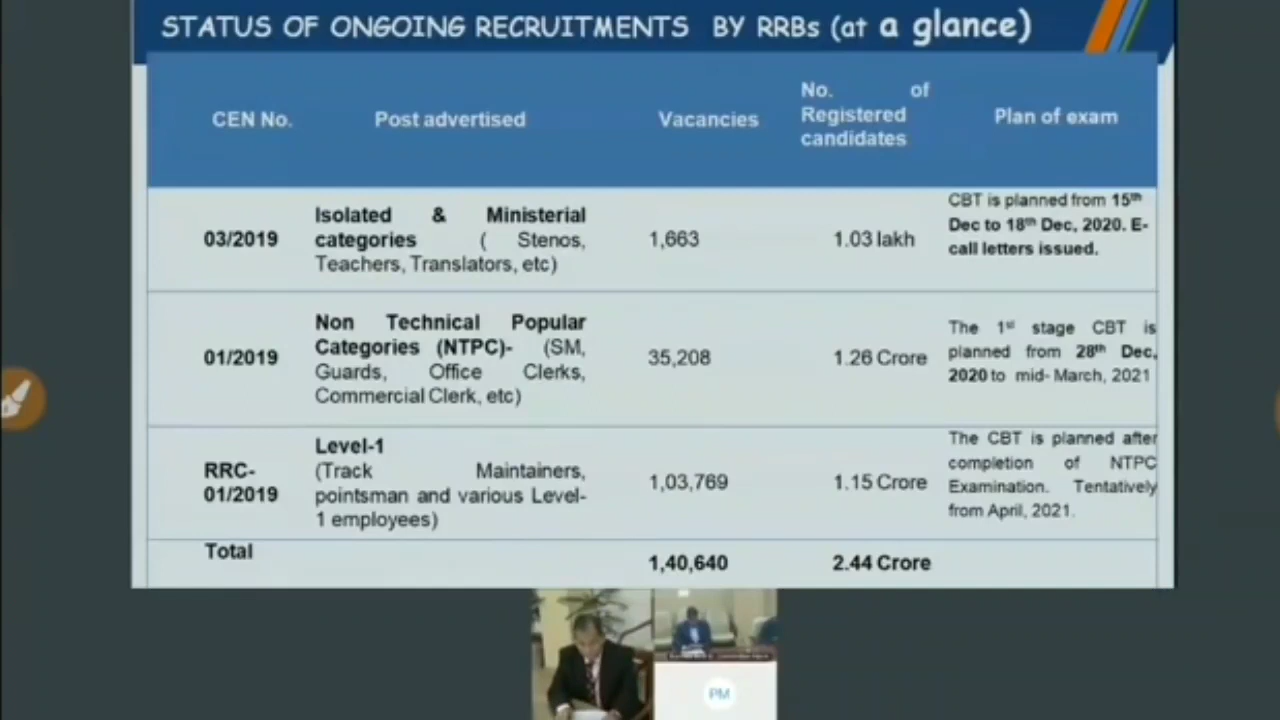 STATUS OF ONGOING RECRUITMENTS BY RRBs (at a glance)
CEN No.
Post advertised
Vacancies
No. of
Registered
candidates
Plan of exam
03/2019
Isolated & Ministerial
categories ( Stenos,
Teachers, Translators, etc)
1,663
1.03 lakh
CBT is planned from 15th
Dec to 18th Dec, 2020. E-
call letters issued.
01/2019
Non Technical Popular
Categories (NTPC)- (SM,
Guards, Office Clerks,
Commercial Clerk, etc)
35,208
1.26 Crore
The 1st stage CBT is
planned from 28th Dec,
2020 to mid- March, 2021
RRC-
01/2019
Level-1
(Track Maintainers,
pointsman and various Level-
1 employees)
1,03,769
1.15 Crore
The CBT is planned after
completion of NTPC
Examination. Tentatively
from April, 2021.
Total
1,40,640
2.44 Crore
PM